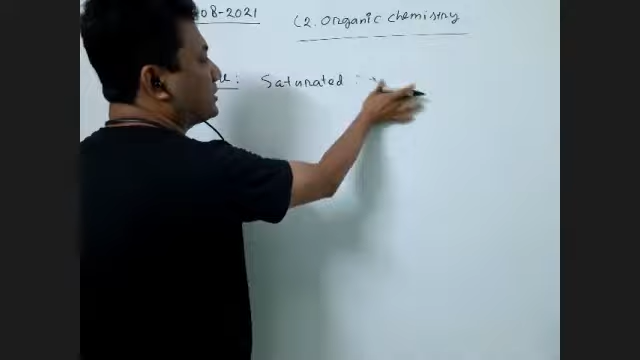 08-2021
(2. Organic chemistry
: Saturated :